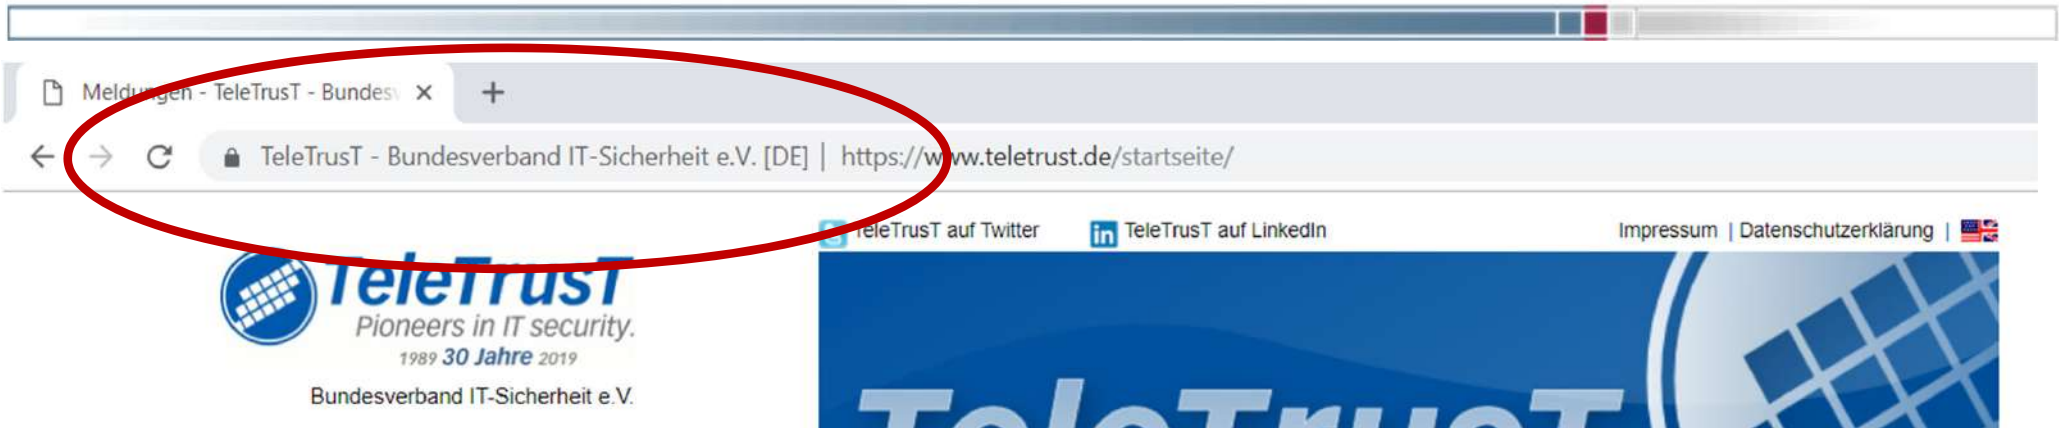 Meldungen - TeleTrusT - Bundes
TeleTrusT - Bundesverband IT-Sicherheit e.V. [DE] | https://www.teletrust.de/startseite/
TeleTrusT auf Twitter
TeleTrusT auf LinkedIn
Impressum | Datenschutzerklärung |
TeleTrusT
Pioneers in IT security.
1989 30 Jahre 2019
Bundesverband IT-Sicherheit e.V.
TeleTrusT